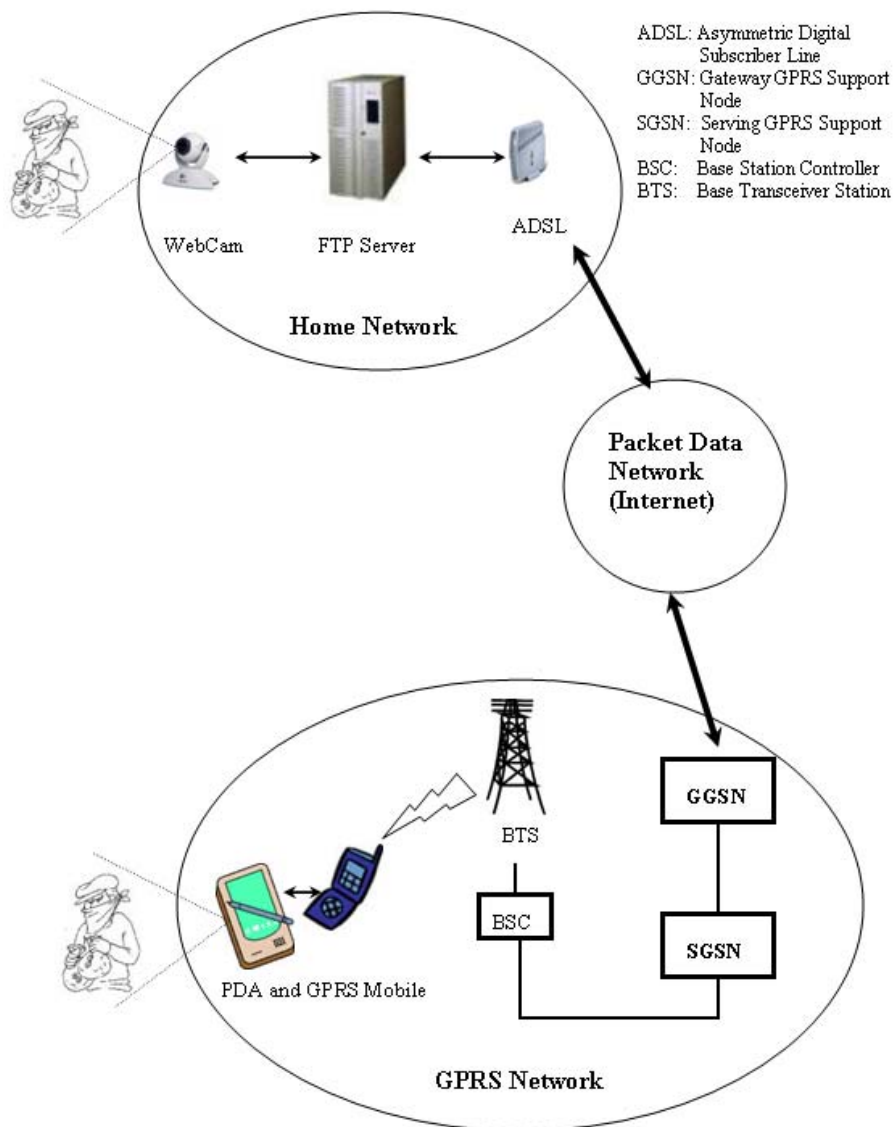 ADSL: Asymmetric Digital
Subscriber Line
GGSN: Gateway GPRS Support
Node
SGSN: Serving GPRS Support
Node
BSC: Base Station Controller
BTS: Base Transceiver Station
WebCam
FTP Server
ADSL
Home Network
Packet Data
Network
(Internet)
GGSN
BTS
BSC
SGSN
PDA and GPRS Mobile
GPRS Network